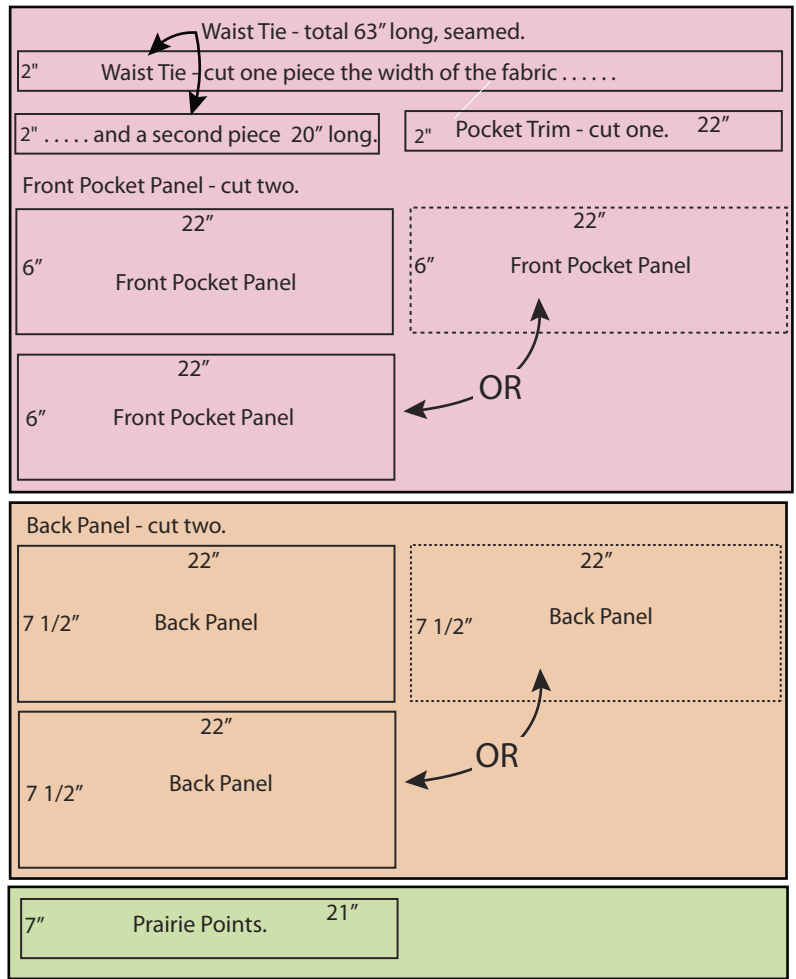 Waist Tie - total 63” long, seamed.
2" Waist Tie - cut one piece the width of the fabric . . . . . .
2" . . . . . and a second piece 20” long.
2" Pocket Trim - cut one. 22”
Front Pocket Panel - cut two.
22”
6” Front Pocket Panel
22”
6” Front Pocket Panel
22”
6” Front Pocket Panel
OR
Back Panel - cut two.
22”
7 1/2” Back Panel
22”
7 1/2” Back Panel
22”
7 1/2” Back Panel
OR
7” Prairie Points. 21”